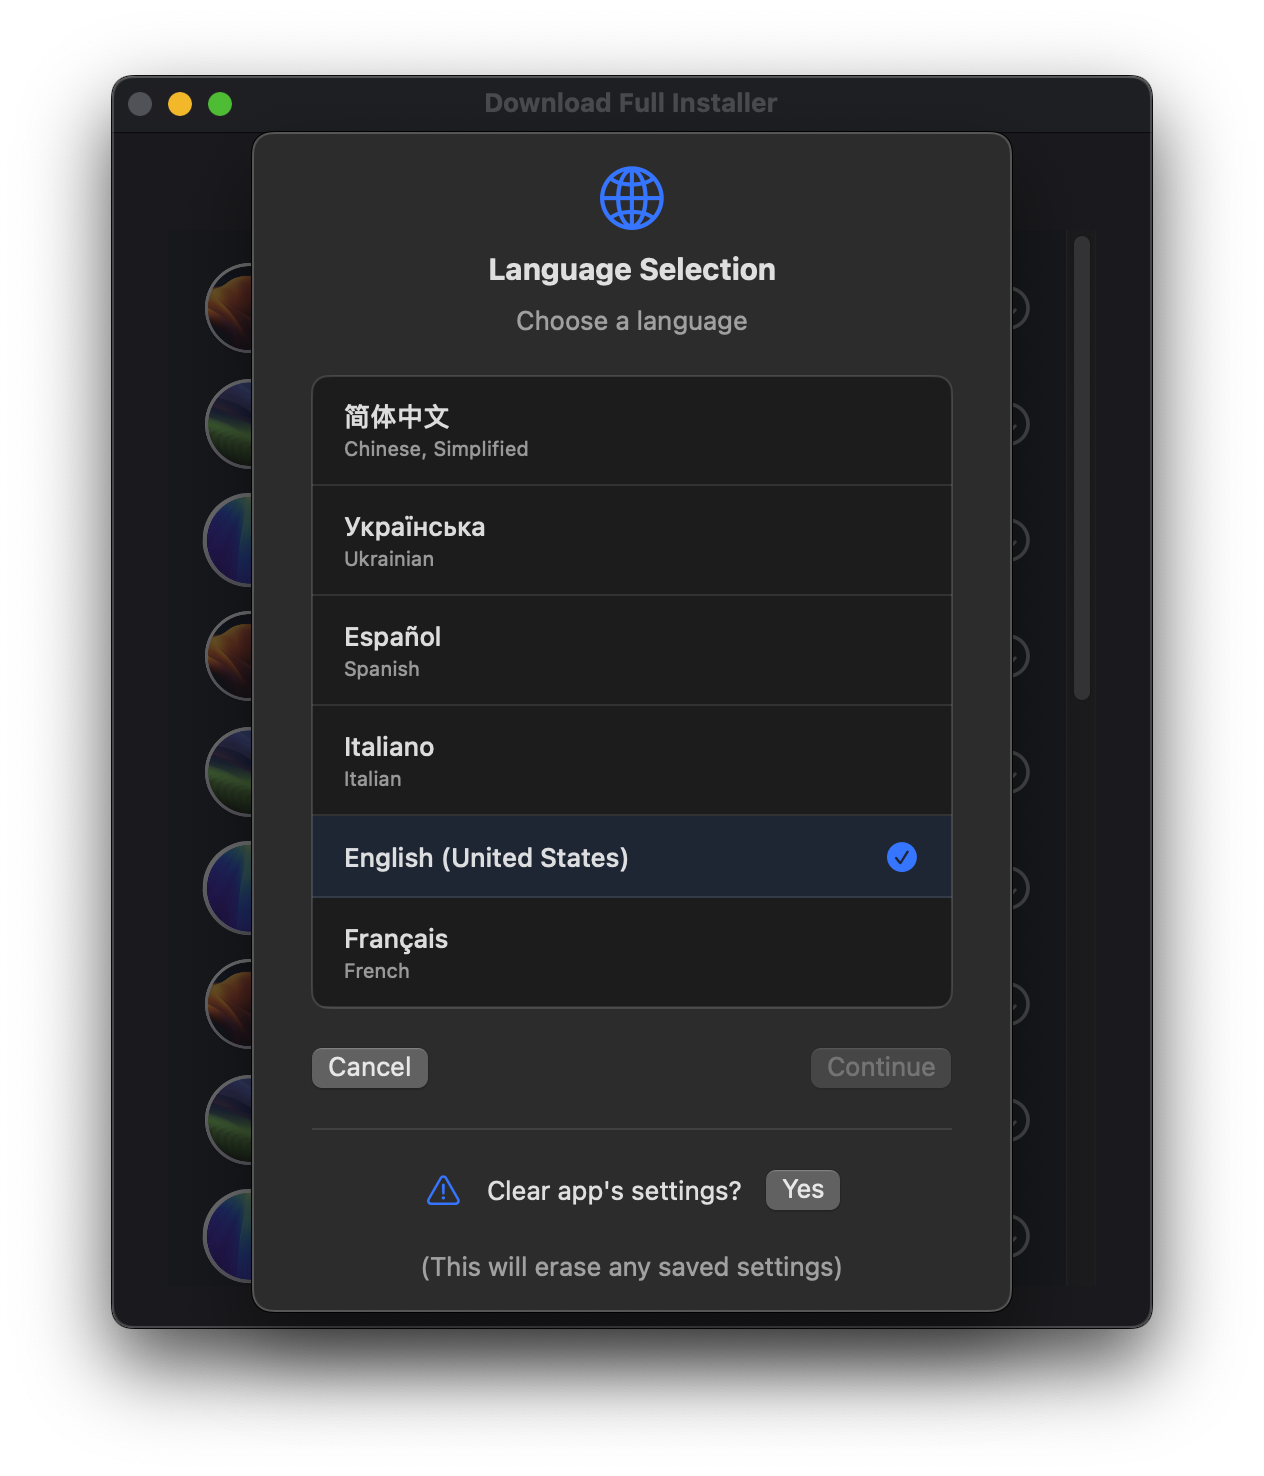 Download Full Installer
Language Selection
Choose a language
简体中文
Chinese, Simplified
Українська
Ukrainian
Español
Spanish
Italiano
Italian
English (United States)
Français
French
Cancel
Continue
Clear app's settings?
Yes
(This will erase any saved settings)